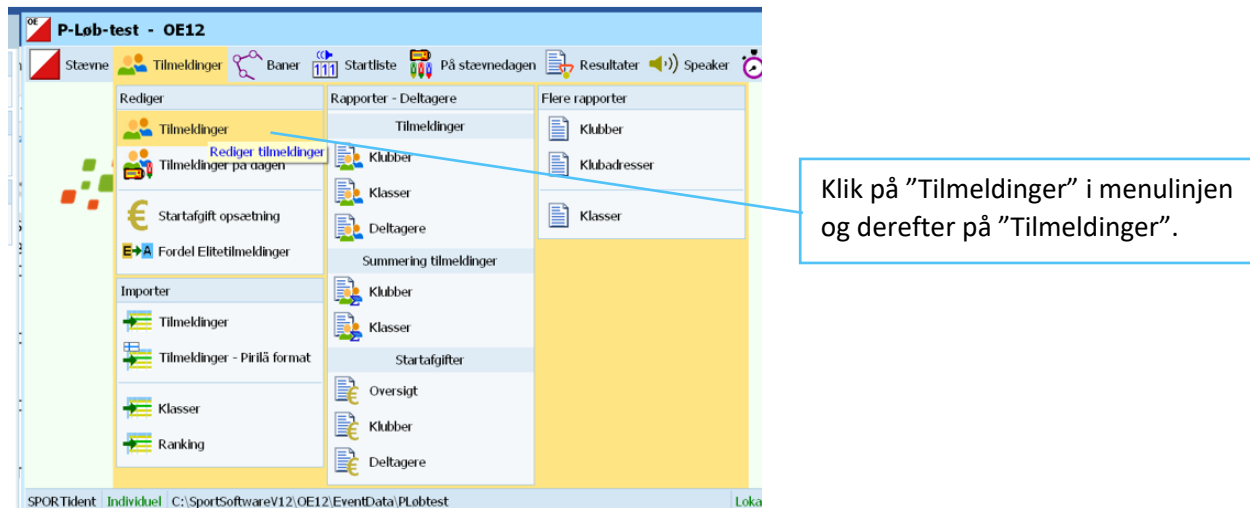 OE P-Løb-test - OE12
Stævne Tilmeldinger Baner 111 Startliste På stævnedagen Resultater Speaker
Rediger
Tilmeldinger
Rediger tilmeldinger
Tilmeldinger på dagen
€ Startafgift opsætning
E→A Fordel Elitetilmeldinger
Importer
Tilmeldinger
Tilmeldinger - Pirilä format
Klasser
Ranking
Rapporter - Deltagere
Tilmeldinger
Klubber
Klasser
Deltagere
Summering tilmeldinger
Klubber
Klasser
Startafgifter
Oversigt
Klubber
Deltagere
Flere rapporter
Klubber
Klubadresser
Klasser
Klik på ”Tilmeldinger” i menulinjen
og derefter på ”Tilmeldinger”.
SPORTident Individuel C:\SportSoftwareV12\OE12\EventData\PLobtest Loka